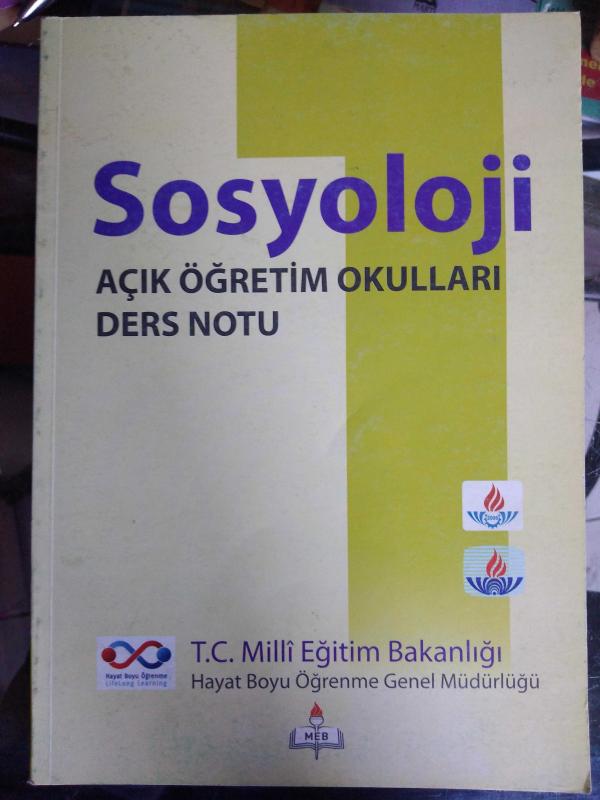 1
Sosyoloji
AÇIK ÖĞRETİM OKULLARI
DERS NOTU
T.C. Millî Eğitim Bakanlığı
Hayat Boyu Öğrenme Genel Müdürlüğü
Hayat Boyu Öğrenme
LifeLong Learning
MEB